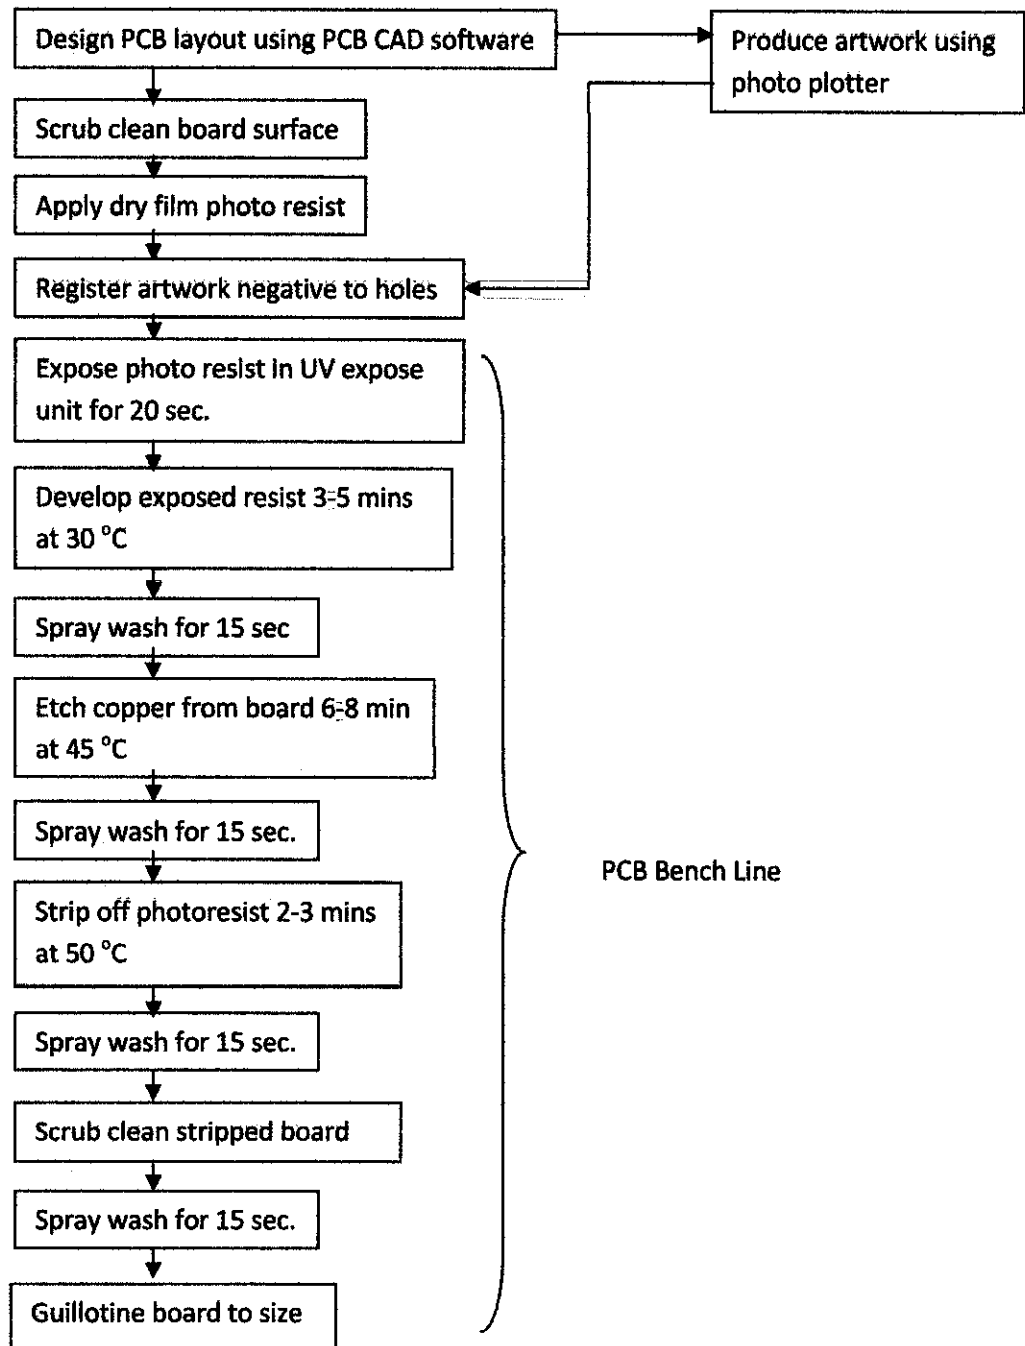 Design PCB layout using PCB CAD software
Produce artwork using
photo plotter
Scrub clean board surface
Apply dry film photo resist
Register artwork negative to holes
Expose photo resist in UV expose
unit for 20 sec.
Develop exposed resist 3-5 mins
at 30 °C
Spray wash for 15 sec
Etch copper from board 6-8 min
at 45 °C
Spray wash for 15 sec.
PCB Bench Line
Strip off photoresist 2-3 mins
at 50 °C
Spray wash for 15 sec.
Scrub clean stripped board
Spray wash for 15 sec.
Guillotine board to size